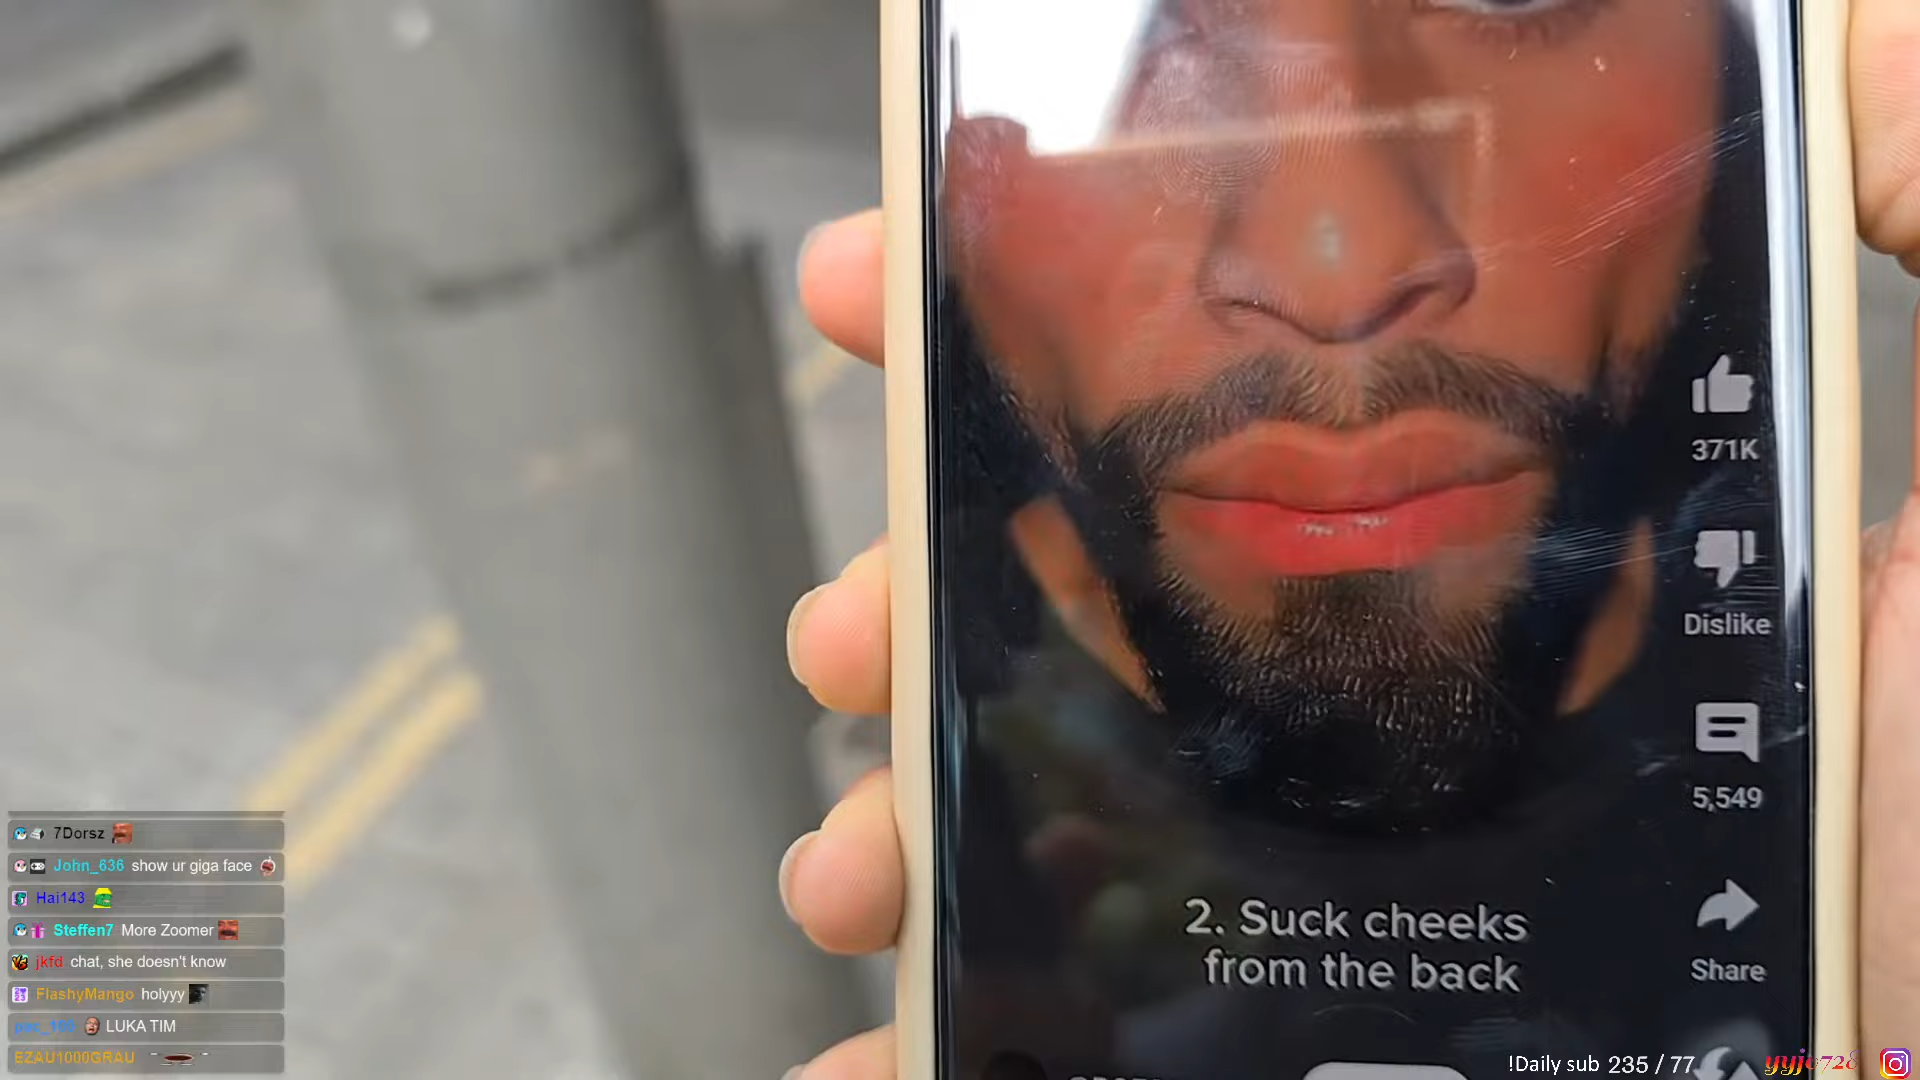 371K
Dislike
5,549
Share
2. Suck cheeks
from the back
7Dorsz
John_636 show ur giga face
Hai143
Steffen7 More Zoomer
jkfd chat, she doesn't know
FlashyMango holyyy
LUKA TIM
EZAU1000GRAU
!Daily sub 235 / 77
yyjo728